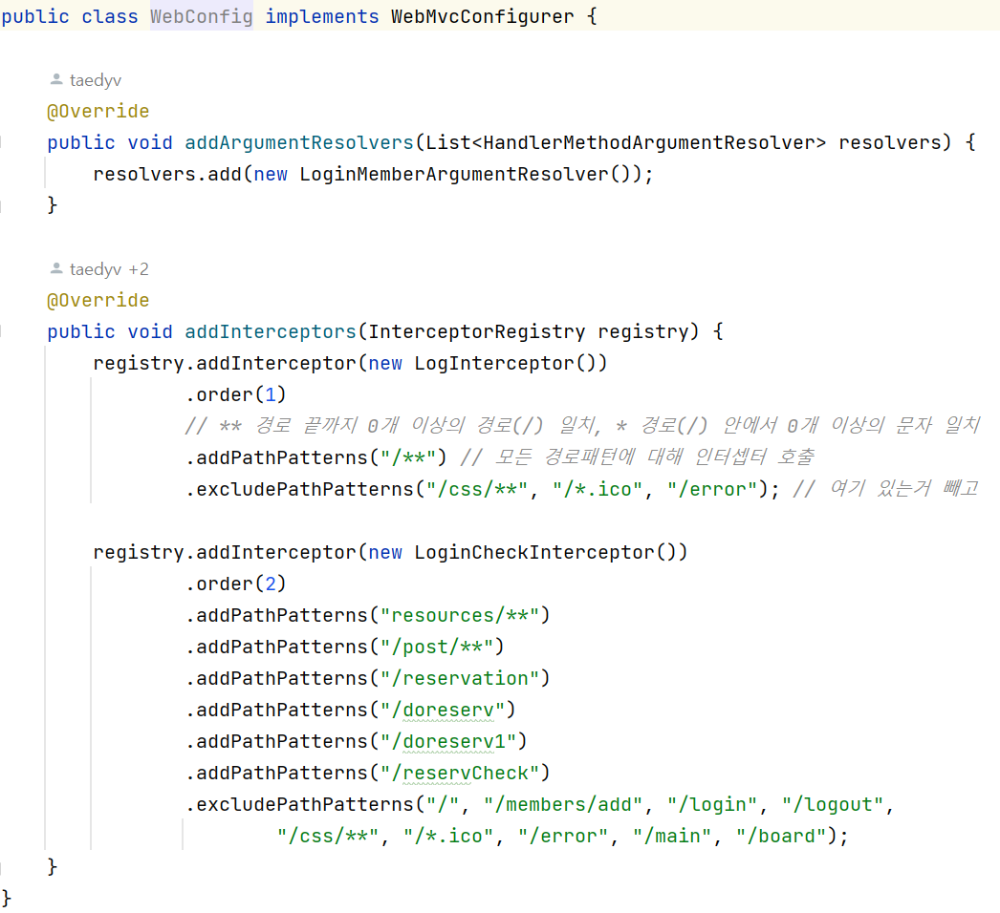 public class WebConfig implements WebMvcConfigurer {
taedyv
@Override
public void addArgumentResolvers(List<HandlerMethodArgumentResolver> resolvers) {
resolvers.add(new LoginMemberArgumentResolver());
}
taedyv +2
@Override
public void addInterceptors(InterceptorRegistry registry) {
registry.addInterceptor(new LogInterceptor())
.order(1)
// ** 경로 끝까지 0개 이상의 경로(/) 일치, * 경로(/) 안에서 0개 이상의 문자 일치
.addPathPatterns("/**") // 모든 경로패턴에 대해 인터셉터 호출
.excludePathPatterns("/css/**", "/*.ico", "/error"); // 여기 있는거 빼고
registry.addInterceptor(new LoginCheckInterceptor())
.order(2)
.addPathPatterns("resources/**")
.addPathPatterns("/post/**")
.addPathPatterns("/reservation")
.addPathPatterns("/doreserv")
.addPathPatterns("/doreserv1")
.addPathPatterns("/reservCheck")
.excludePathPatterns("/", "/members/add", "/login", "/logout",
"/css/**", "/*.ico", "/error", "/main", "/board");
}
}